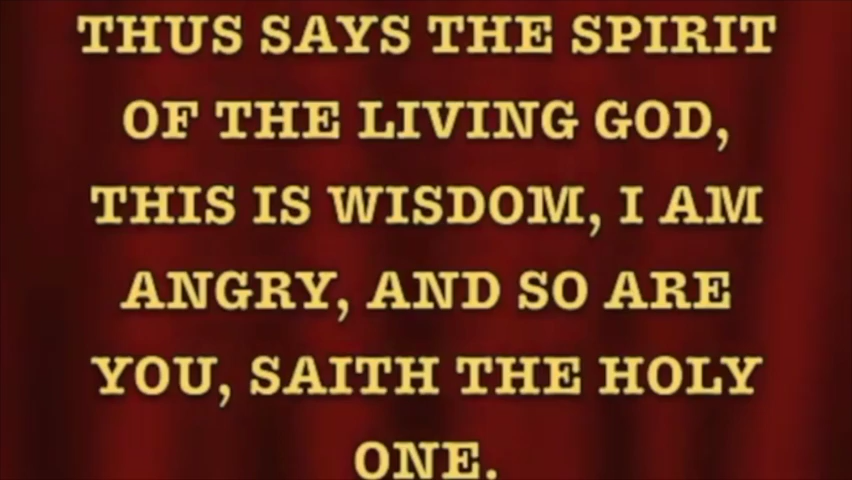 THUS SAYS THE SPIRIT
OF THE LIVING GOD,
THIS IS WISDOM, I AM
ANGRY, AND SO ARE
YOU, SAITH THE HOLY
ONE.